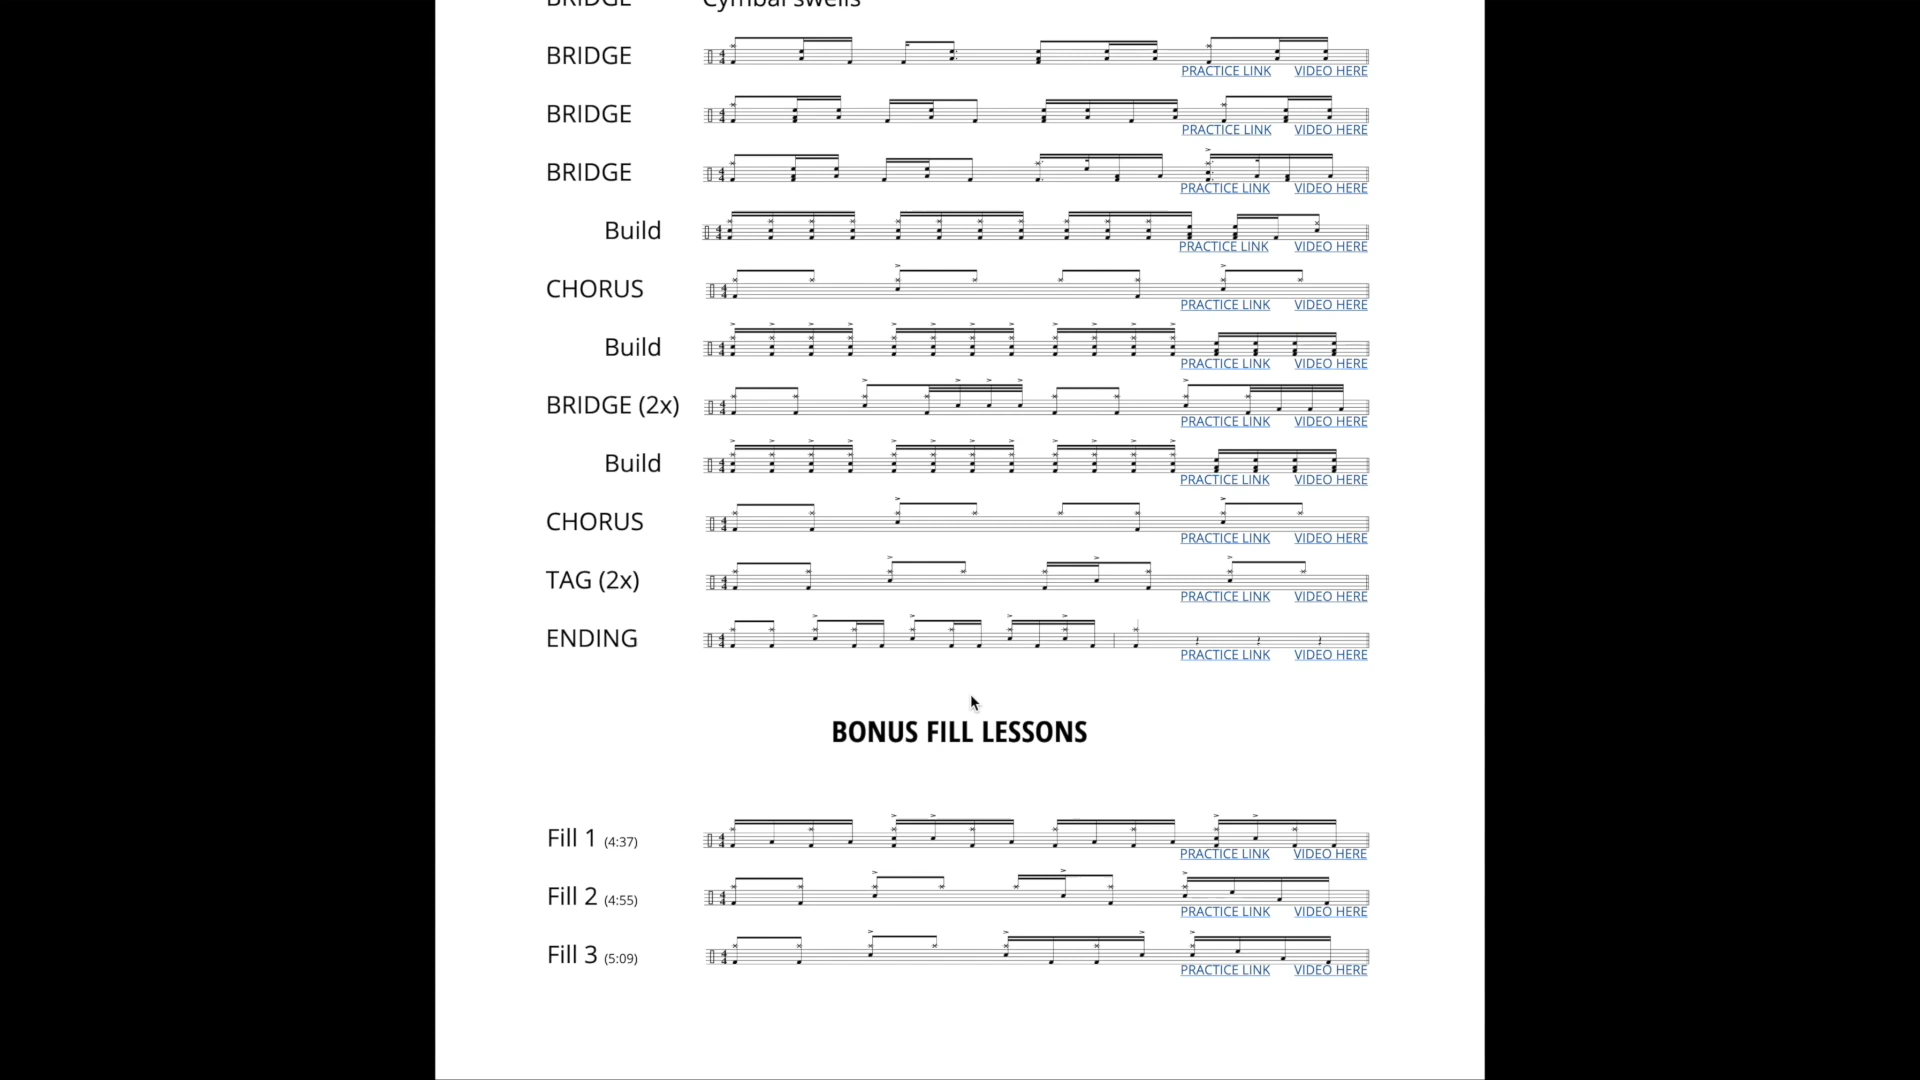 BRIDGE Cymbal swells
BRIDGE
PRACTICE LINK VIDEO HERE
BRIDGE
PRACTICE LINK VIDEO HERE
BRIDGE
PRACTICE LINK VIDEO HERE
Build
PRACTICE LINK VIDEO HERE
CHORUS
PRACTICE LINK VIDEO HERE
Build
PRACTICE LINK VIDEO HERE
BRIDGE (2x)
PRACTICE LINK VIDEO HERE
Build
PRACTICE LINK VIDEO HERE
CHORUS
PRACTICE LINK VIDEO HERE
TAG (2x)
PRACTICE LINK VIDEO HERE
ENDING
PRACTICE LINK VIDEO HERE
BONUS FILL LESSONS
Fill 1 (4:37)
PRACTICE LINK VIDEO HERE
Fill 2 (4:55)
PRACTICE LINK VIDEO HERE
Fill 3 (5:09)
PRACTICE LINK VIDEO HERE